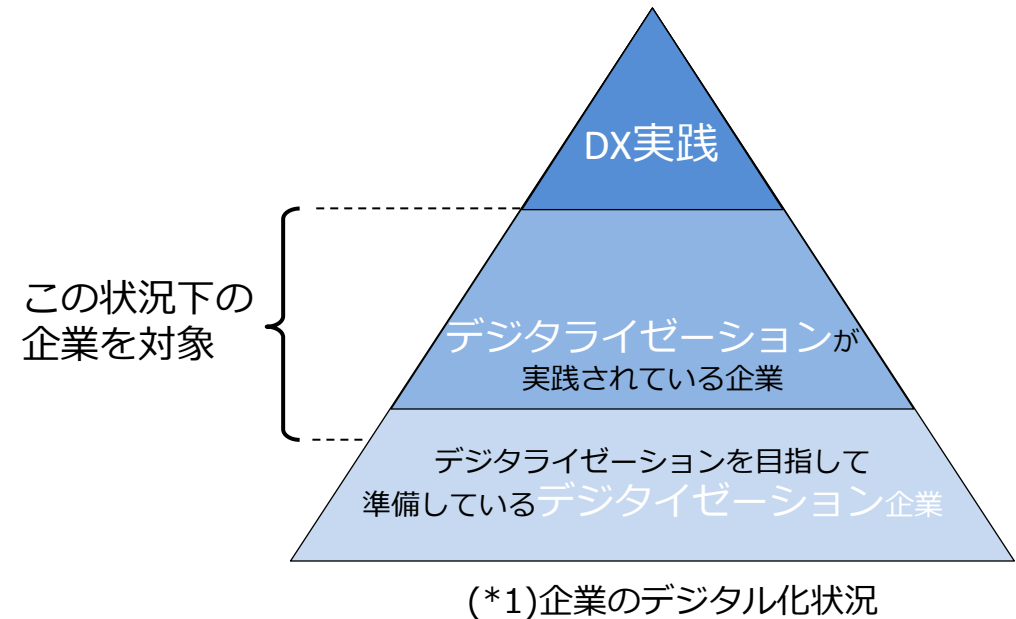 DX実践
この状況下の
企業を対象
デジタライゼーションが
実践されている企業
デジタライゼーションを目指して
準備しているデジタイゼーション企業
(*1)企業のデジタル化状況